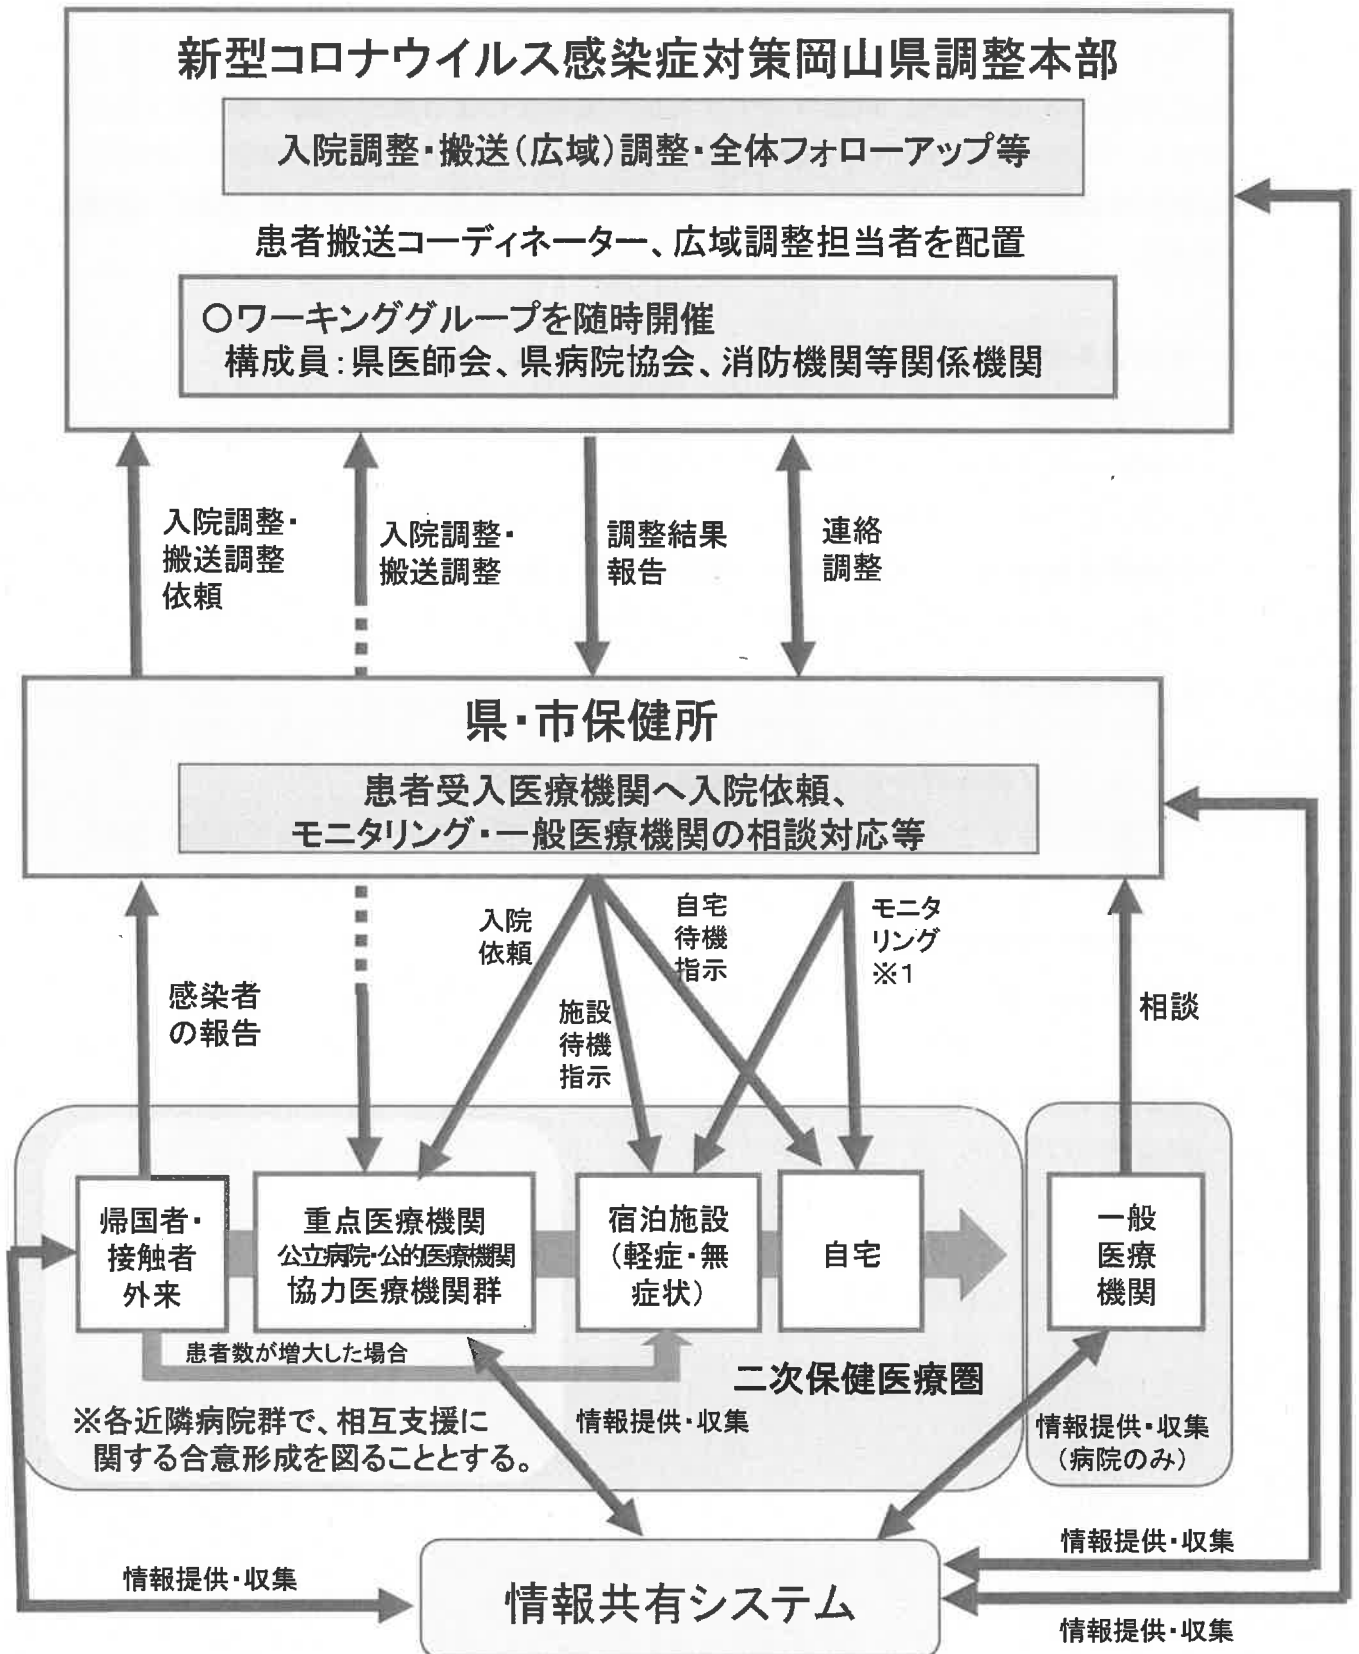 新型コロナウイルス感染症対策岡山県調整本部
入院調整・搬送(広域)調整・全体フォローアップ等
患者搬送コーディネーター、広域調整担当者を配置
○ワーキンググループを随時開催
構成員:県医師会、県病院協会、消防機関等関係機関
入院調整・
搬送調整
依頼
入院調整・
搬送調整
調整結果
報告
連絡
調整
県・市保健所
患者受入医療機関へ入院依頼、
モニタリング・一般医療機関の相談対応等
感染者
の報告
入院
依頼
施設
待機
指示
自宅
待機
指示
モニタ
リング
※1
相談
帰国者・
接触者
外来
重点医療機関
公立病院・公的医療機関
協力医療機関群
宿泊施設
(軽症・無
症状)
自宅
一般
医療
機関
患者数が増大した場合
二次保健医療圏
※各近隣病院群で、相互支援に
関する合意形成を図ることとする。
情報提供・収集
情報提供・収集
(病院のみ)
情報提供・収集
情報提供・収集
情報共有システム
情報提供・収集